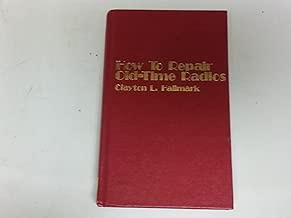 How To Repair
Old-Time Radios
Clayton L. Hallmark